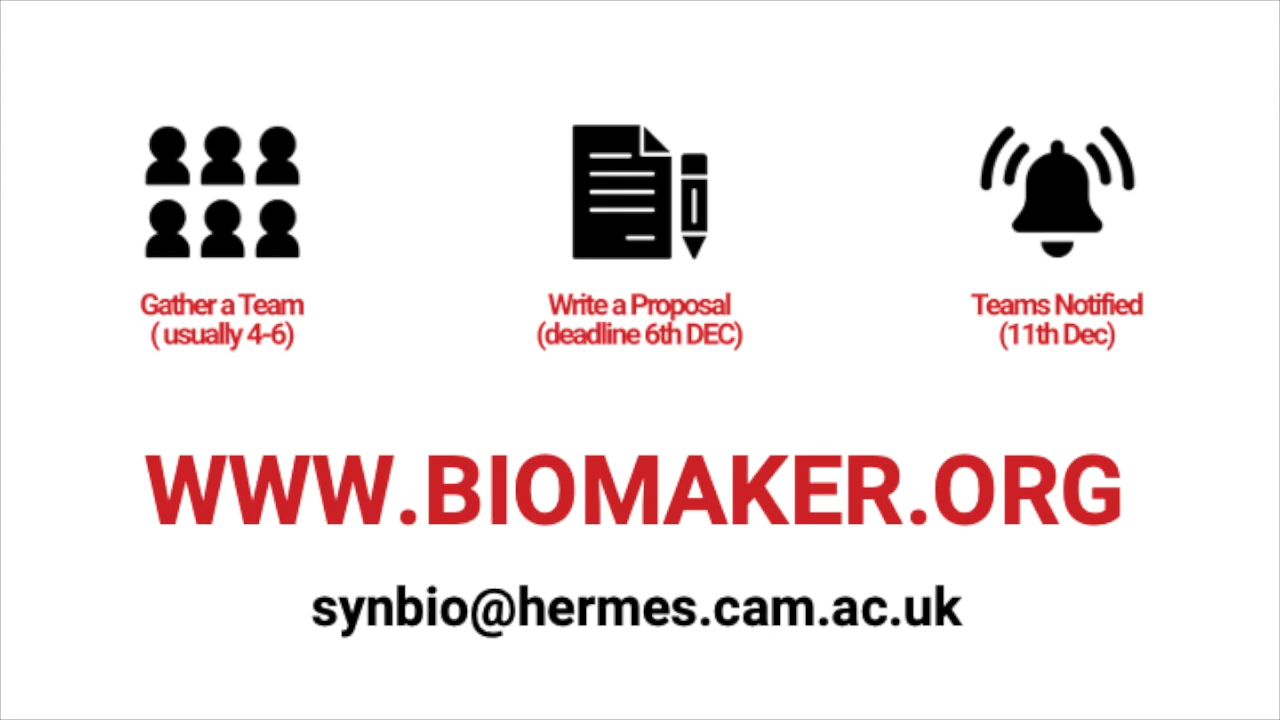 Gather a Team
( usually 4-6)
Write a Proposal
(deadline 6th DEC)
Teams Notified
(11th Dec)
WWW.BIOMAKER.ORG
synbio@hermes.cam.ac.uk